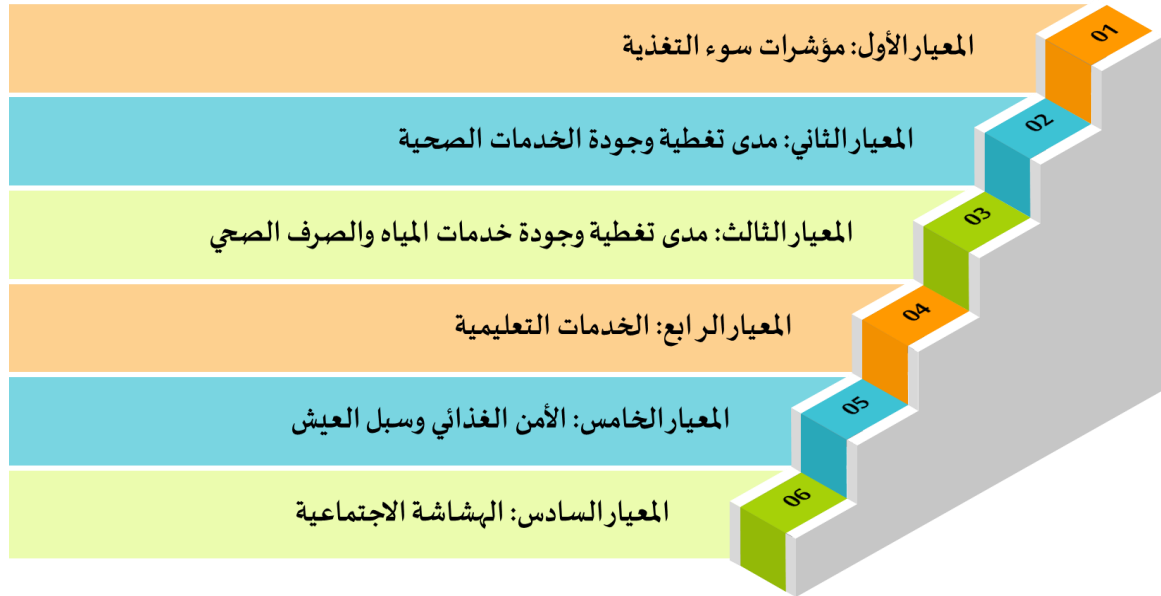 01
المعيار الأول: مؤشرات سوء التغذية
02
المعيار الثاني: مدى تغطية وجودة الخدمات الصحية
03
المعيار الثالث: مدى تغطية وجودة خدمات المياه والصرف الصحي
04
المعيار الرابع: الخدمات التعليمية
05
المعيار الخامس: الأمن الغذائي وسبل العيش
06
المعيار السادس: الهشاشة الاجتماعية